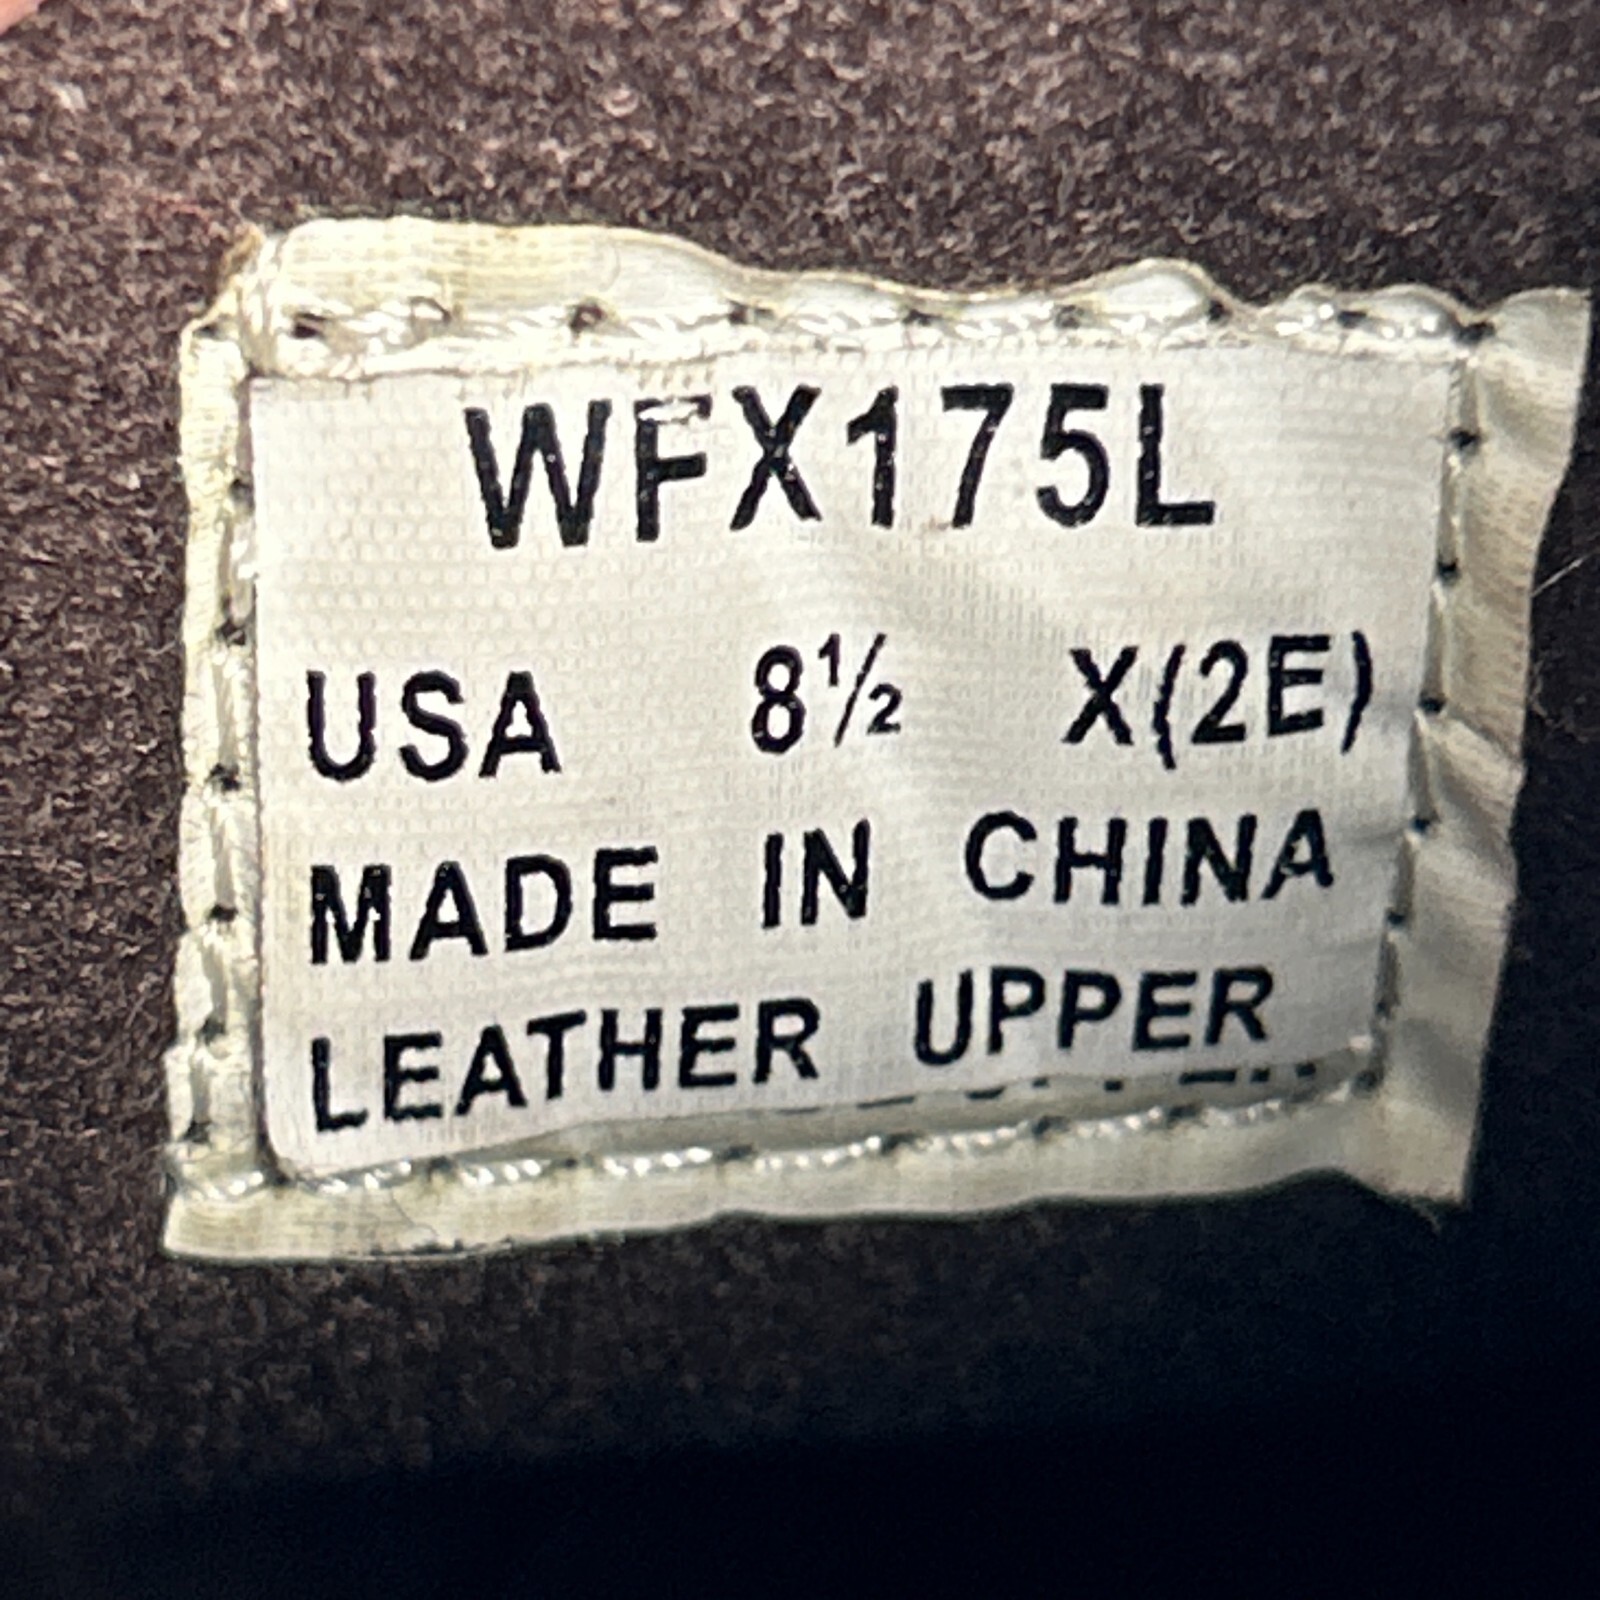 WFX175L
USA 8½ X(2E)
MADE IN CHINA
LEATHER UPPER